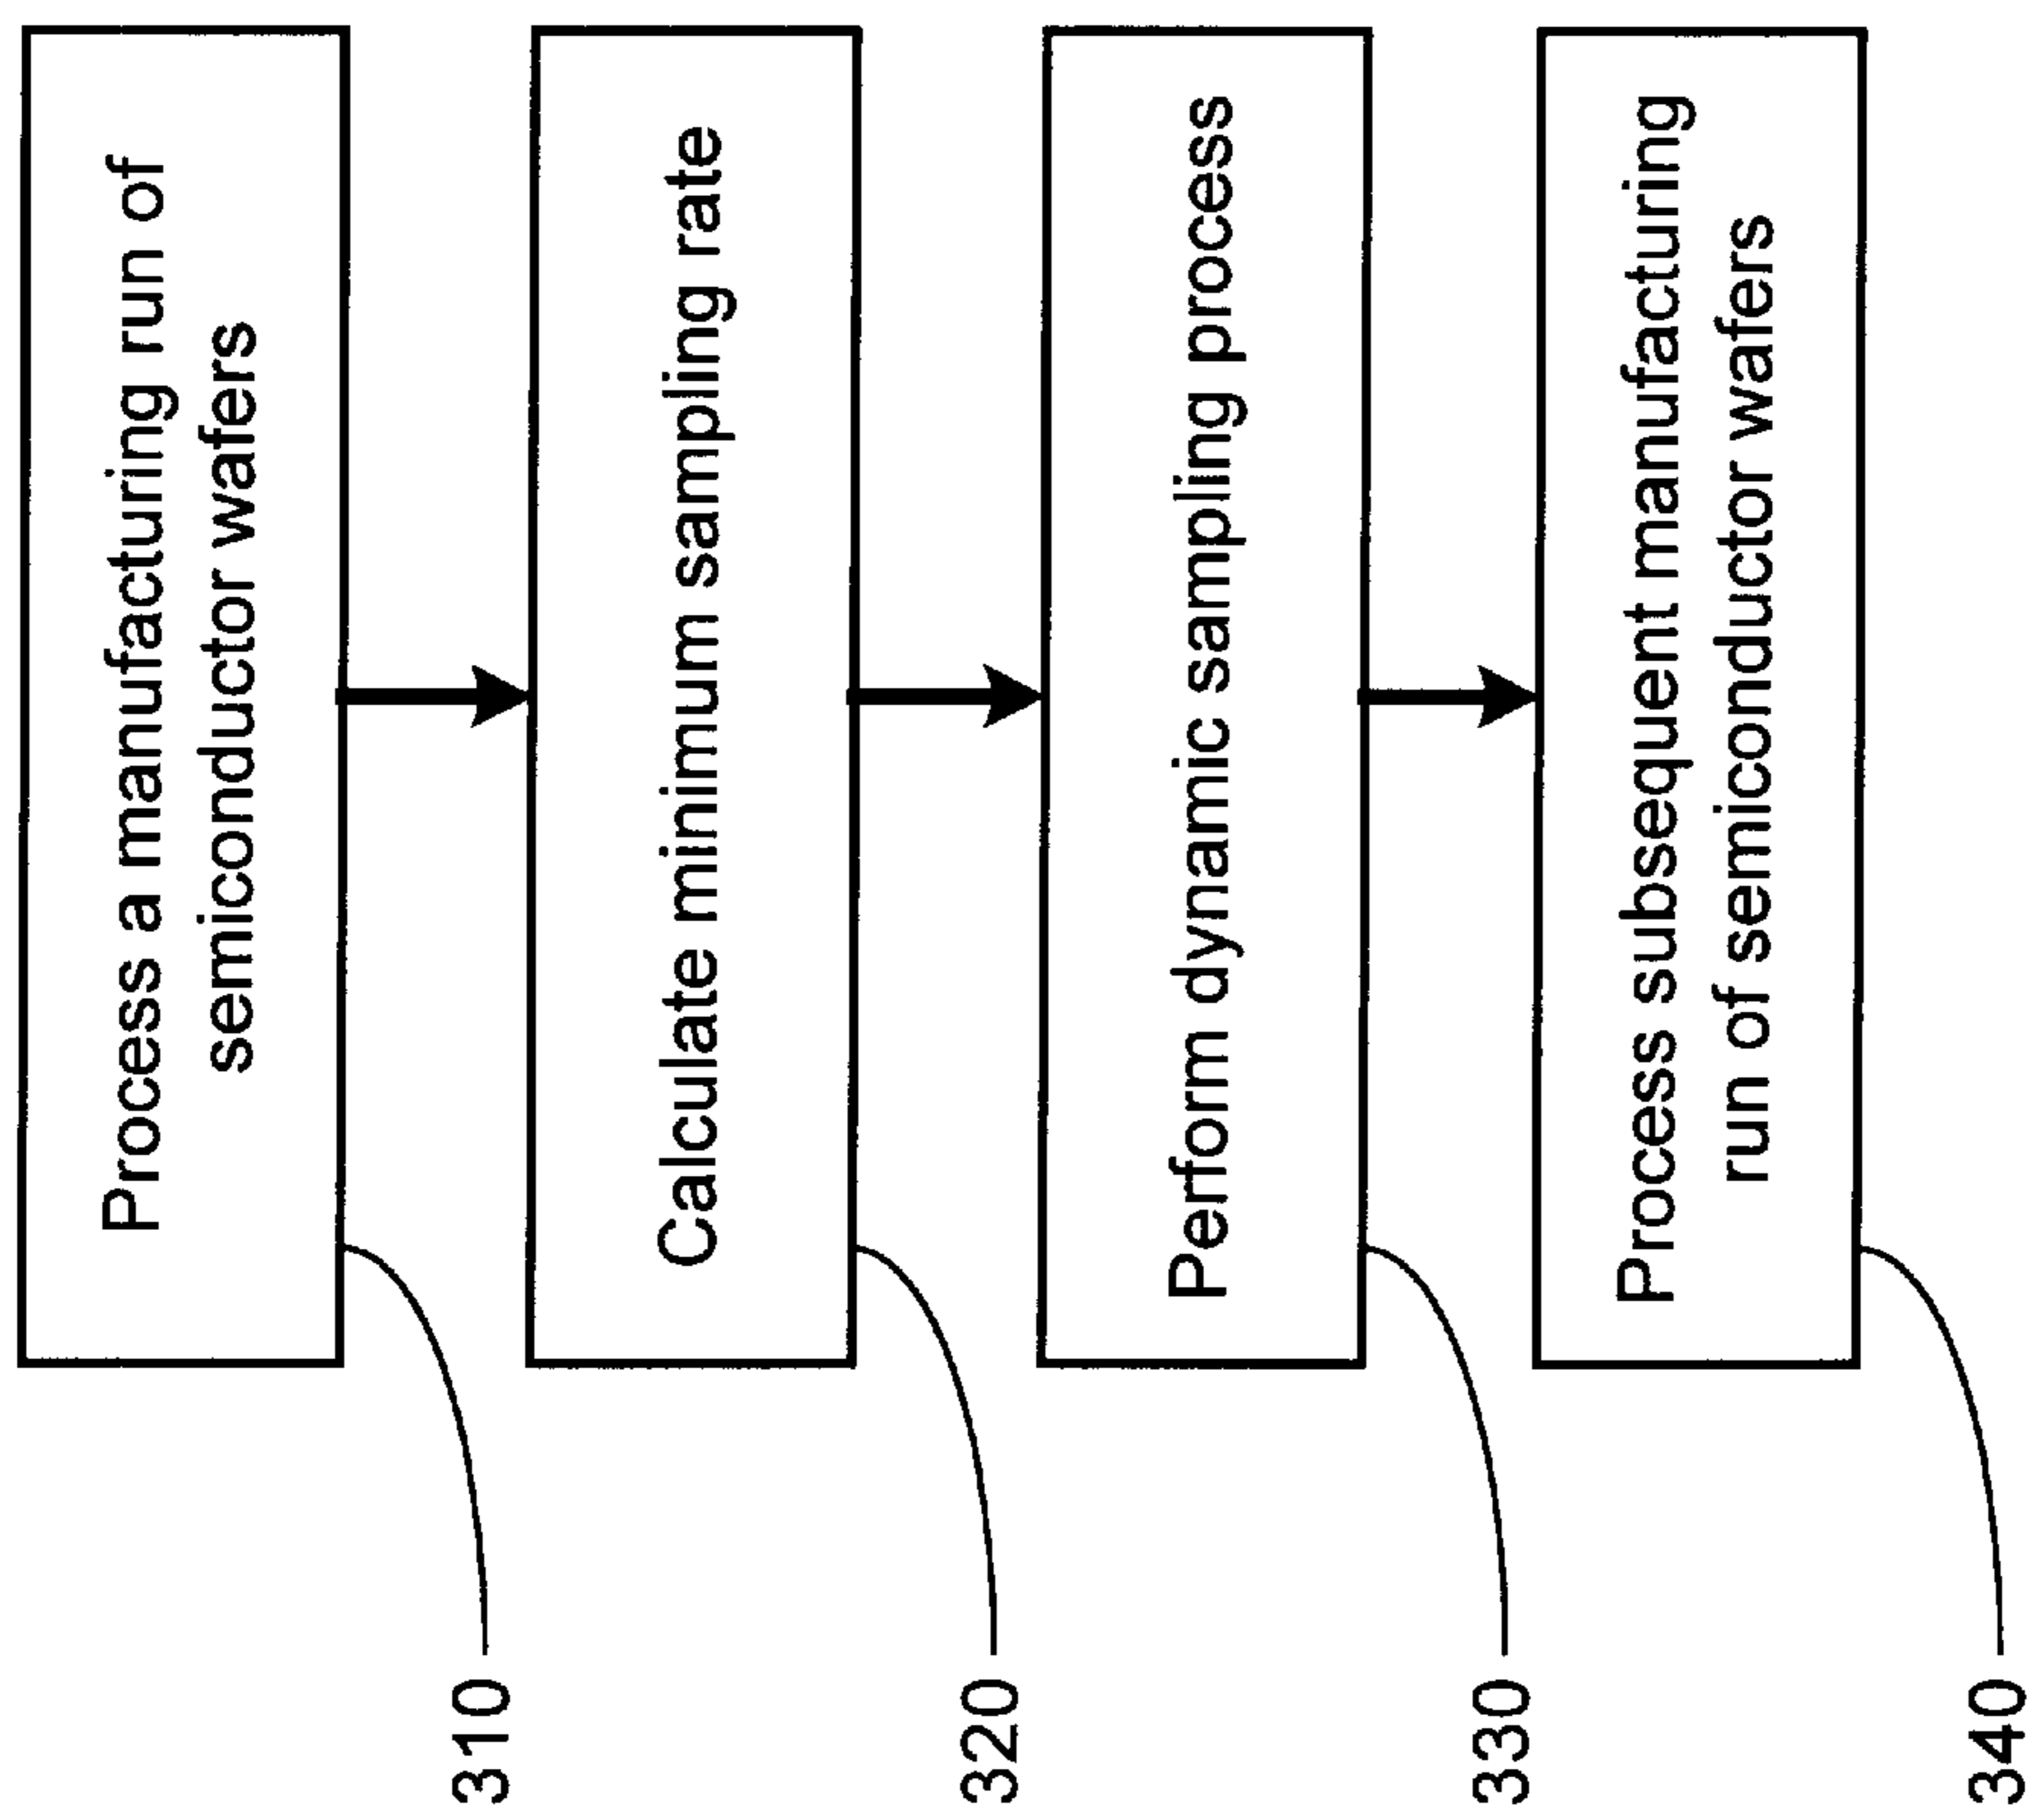 Process a manufacturing run of
semiconductor wafers
310
Calculate minimum sampling rate
320
Perform dynamic sampling process
330
Process subsequent manufacturing
run of semiconductor wafers
340